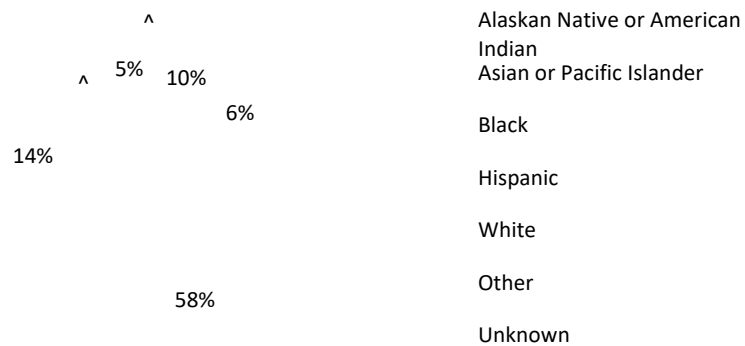 ^
5%
^
10%
6%
14%
58%
Alaskan Native or American
Indian
Asian or Pacific Islander
Black
Hispanic
White
Other
Unknown